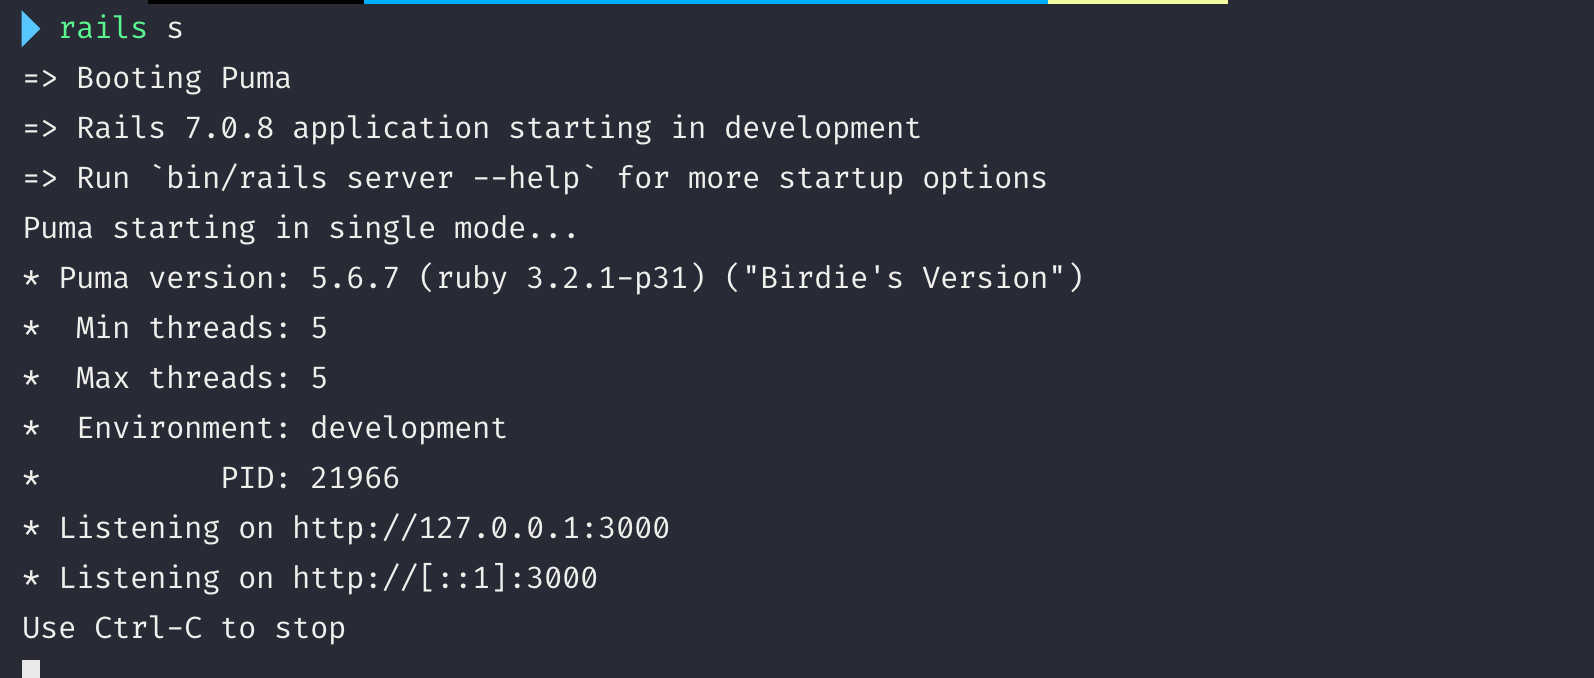 rails s
=> Booting Puma
=> Rails 7.0.8 application starting in development
=> Run `bin/rails server --help` for more startup options
Puma starting in single mode...
* Puma version: 5.6.7 (ruby 3.2.1-p31) ("Birdie's Version")
*  Min threads: 5
*  Max threads: 5
*  Environment: development
*          PID: 21966
* Listening on http://127.0.0.1:3000
* Listening on http://[::1]:3000
Use Ctrl-C to stop